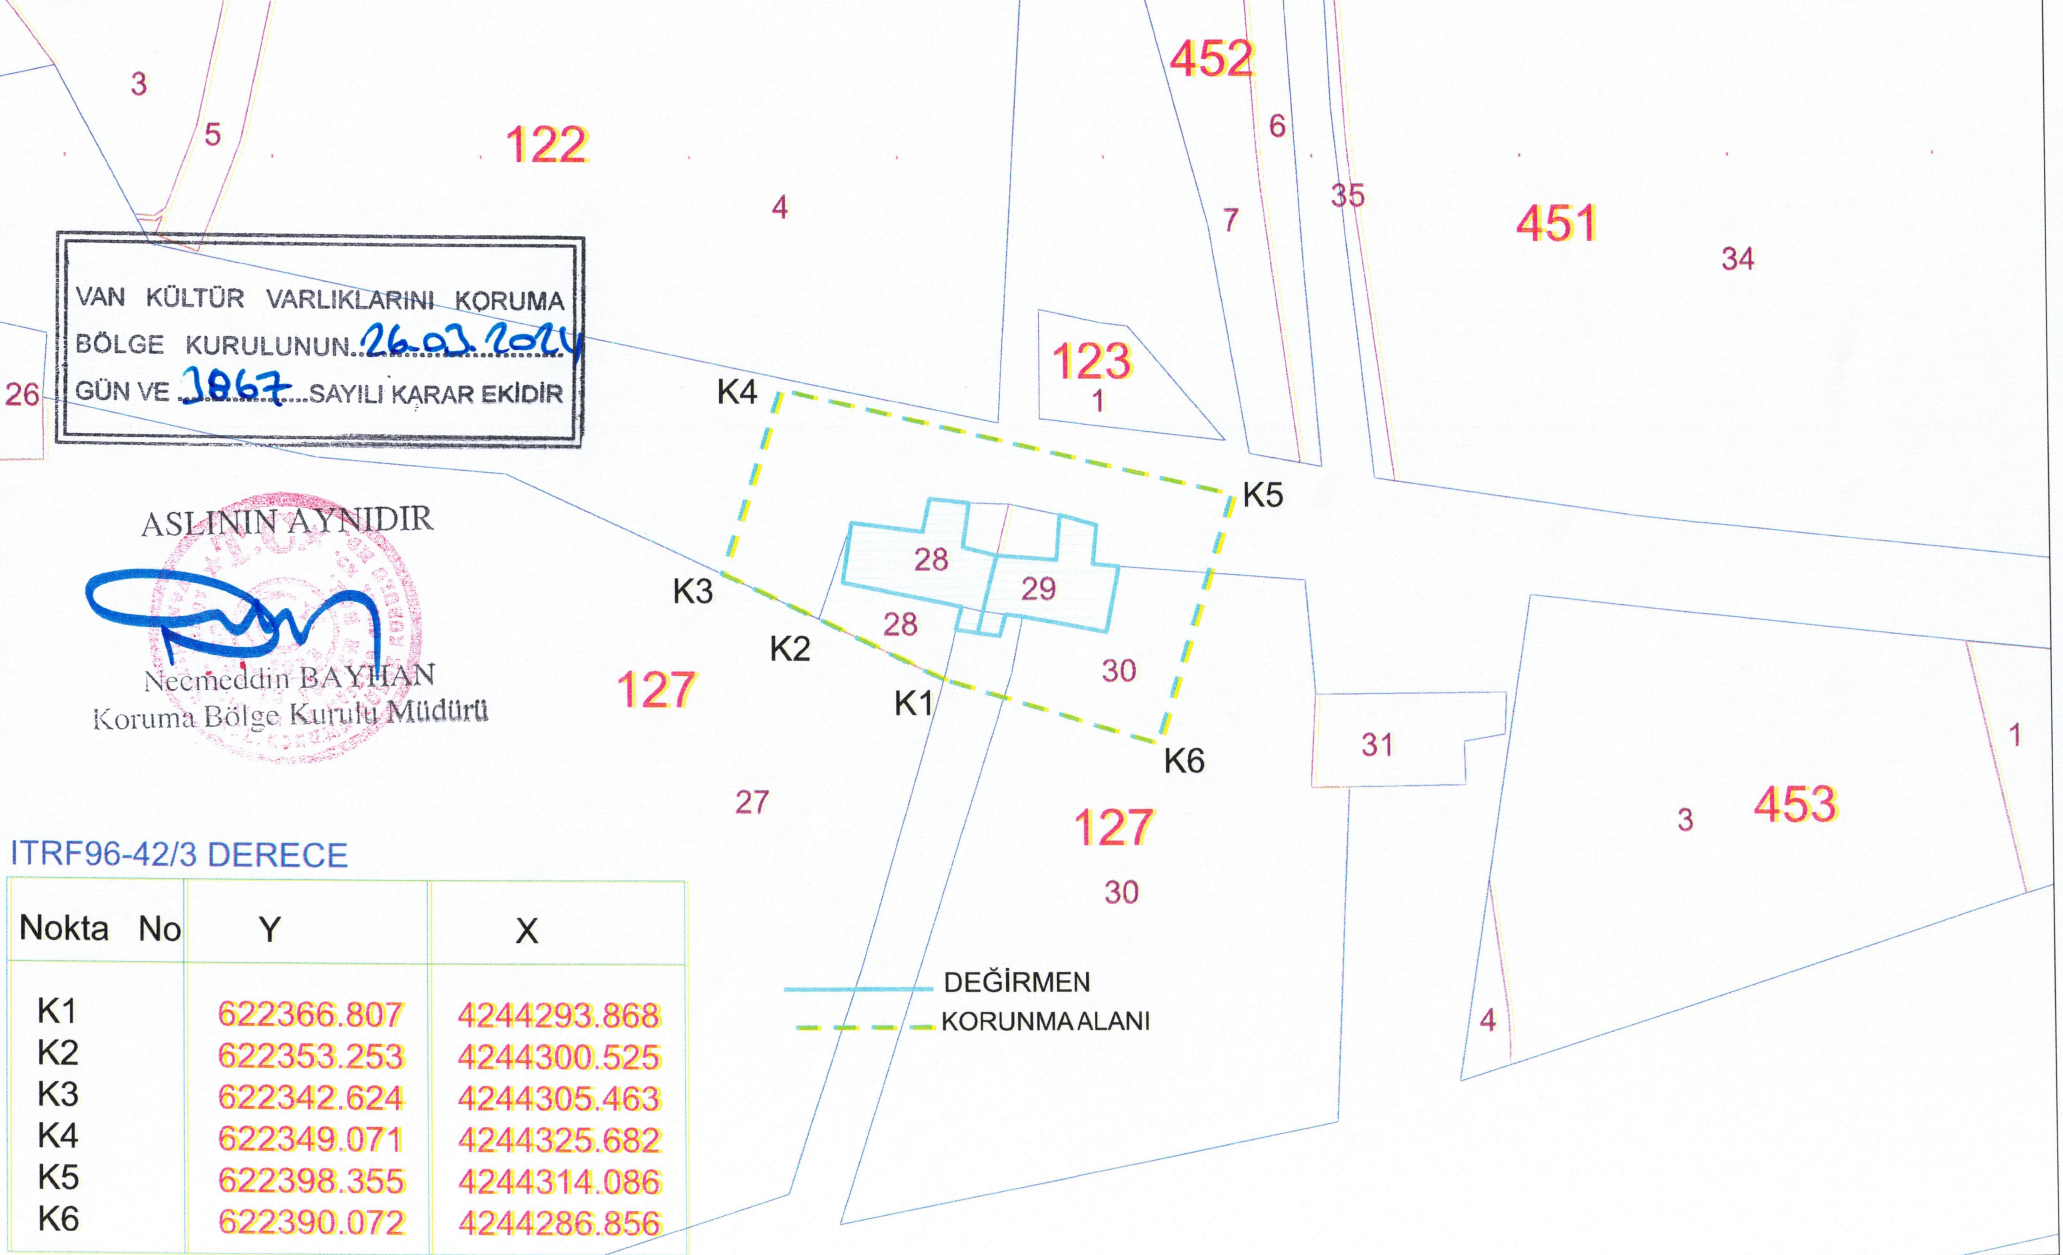 452
3
5
122
6
4
7
35
451
34
VAN KÜLTÜR VARLIKLARINI KORUMA
BÖLGE KURULUNUN 26.03.2024
GÜN VE 3867 SAYILI KARAR EKİDİR
26
123
1
K4
K5
ASLININ AYNIDIR
28
29
K3
28
K2
30
Necmeddin BAYHAN
Koruma Bölge Kurulu Müdürü
127
K1
K6
31
1
27
127
3
453
30
ITRF96-42/3 DERECE
Nokta No Y X
K1 622366.807 4244293.868
K2 622353.253 4244300.525
K3 622342.624 4244305.463
K4 622349.071 4244325.682
K5 622398.355 4244314.086
K6 622390.072 4244286.856
DEĞİRMEN
KORUNMA ALANI
4